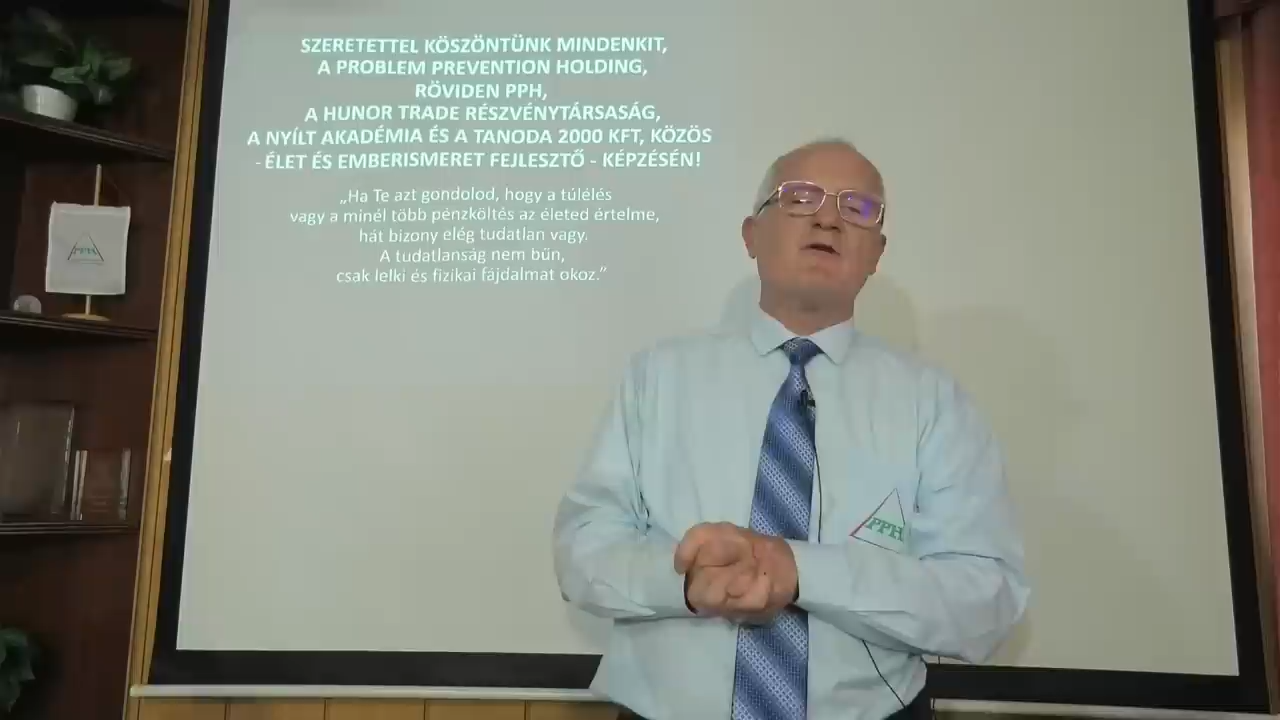 SZERETETTEL KÖSZÖNTÜNK MINDENKIT,
A PROBLEM PREVENTION HOLDING,
RÖVIDEN PPH,
A HUNOR TRADE RÉSZVÉNYTÁRSASÁG,
A NYÍLT AKADÉMIA ÉS A TANODA 2000 KFT, KÖZÖS
- ÉLET ÉS EMBERISMERET FEJLESZTŐ - KÉPZÉSÉN!
„Ha Te azt gondolod, hogy a túlélés
vagy a minél több pénzköltés az életed értelme,
hát bizony elég tudatlan vagy.
A tudatlanság nem bűn,
csak lelki és fizikai fájdalmat okoz.”
PPH
PPH